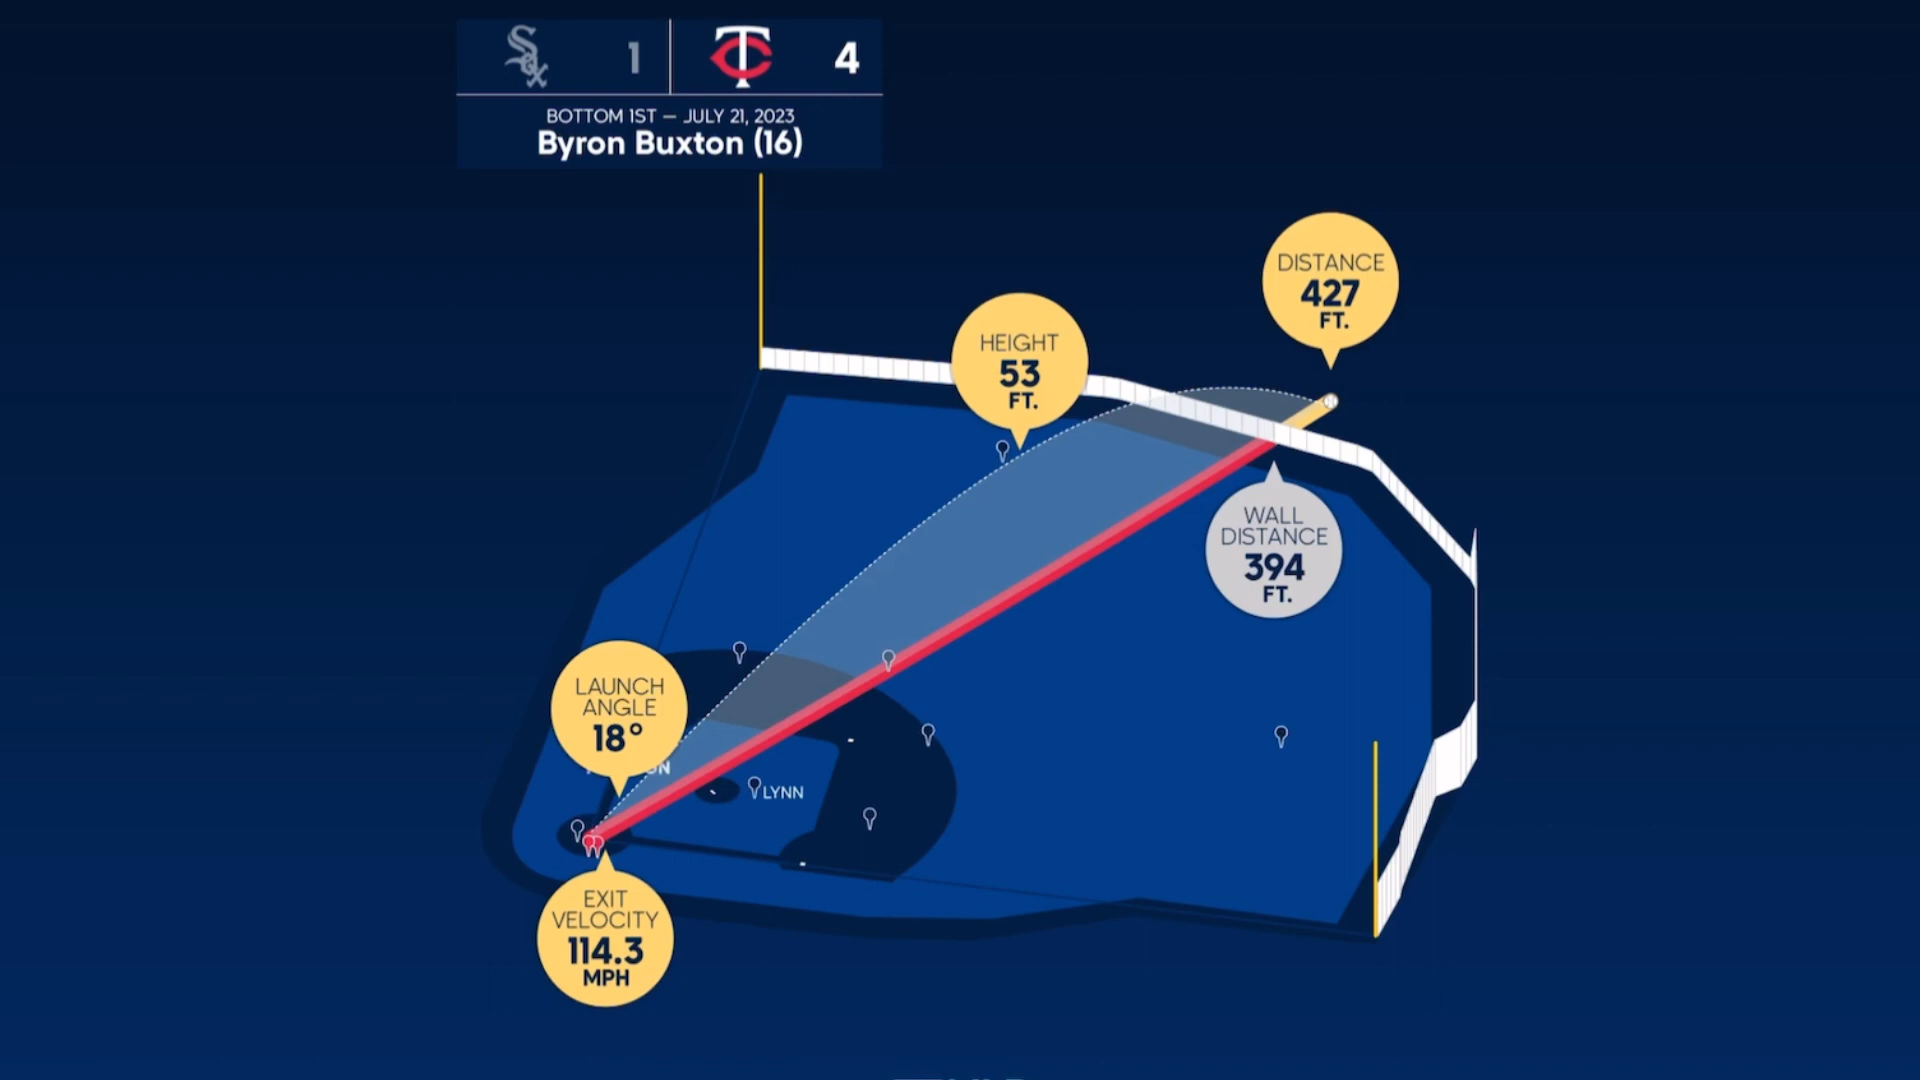 1
4
BOTTOM 1ST — JULY 21, 2023
Byron Buxton (16)
DISTANCE
427
FT.
HEIGHT
53
FT.
WALL
DISTANCE
394
FT.
LAUNCH
ANGLE
18°
LYNN
EXIT
VELOCITY
114.3
MPH